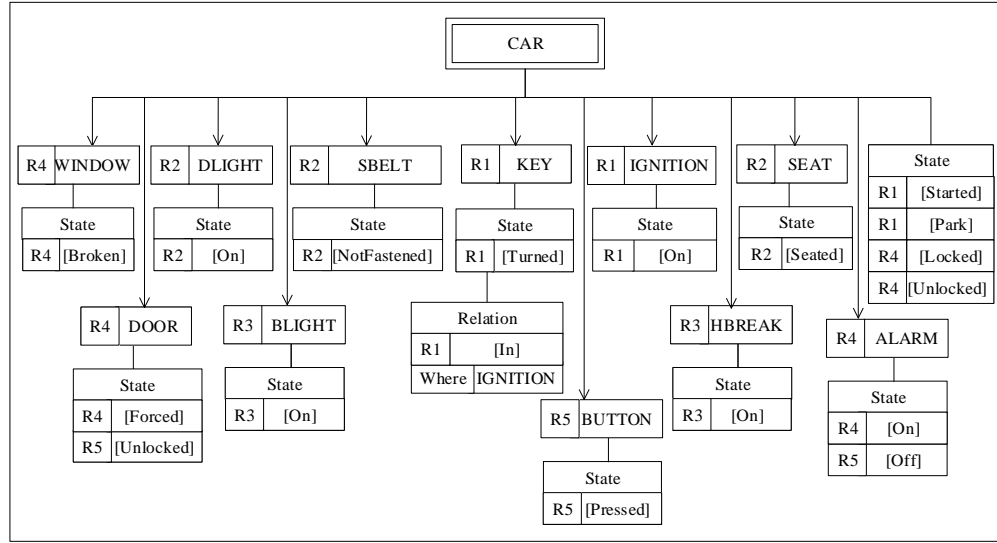 CAR
R4 WINDOW
State
R4 [Broken]
R4 DOOR
State
R4 [Forced]
R5 [Unlocked]
R2 DLIGHT
State
R2 [On]
R3 BLIGHT
State
R3 [On]
R2 SBELT
State
R2 [NotFastened]
R1 KEY
State
R1 [Turned]
Relation
R1 [In]
Where IGNITION
R5 BUTTON
State
R5 [Pressed]
R1 IGNITION
State
R1 [On]
R3 HBREAK
State
R3 [On]
R2 SEAT
State
R2 [Seated]
R4 ALARM
State
R4 [On]
R5 [Off]
State
R1 [Started]
R1 [Park]
R4 [Locked]
R4 [Unlocked]